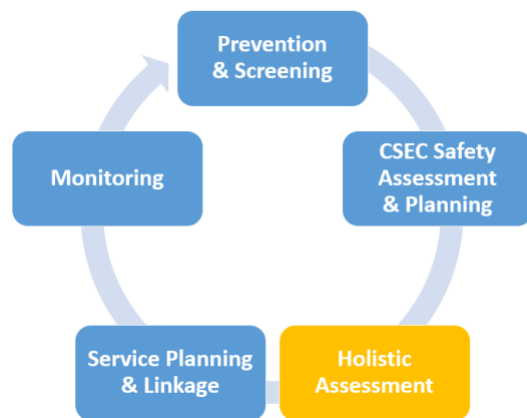 Prevention
& Screening
CSEC Safety
Assessment
& Planning
Holistic
Assessment
Service Planning
& Linkage
Monitoring